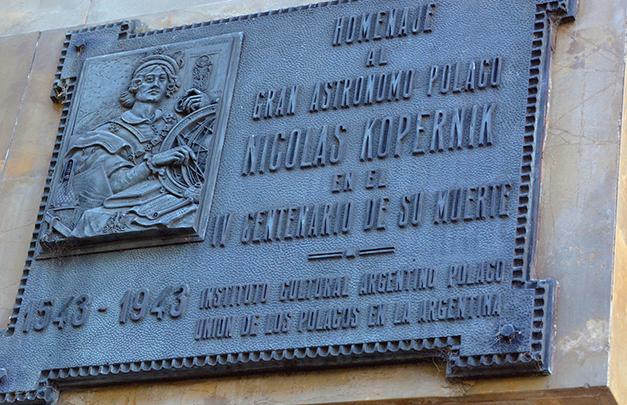 HOMENAJE
AL
GRAN ASTRONOMO POLACO
NICOLAS KOPERNIK
EN EL
IV CENTENARIO DE SU MUERTE
1543 - 1943
INSTITUTO CULTURAL ARGENTINO POLACO
UNION DE LOS POLACOS EN LA ARGENTINA